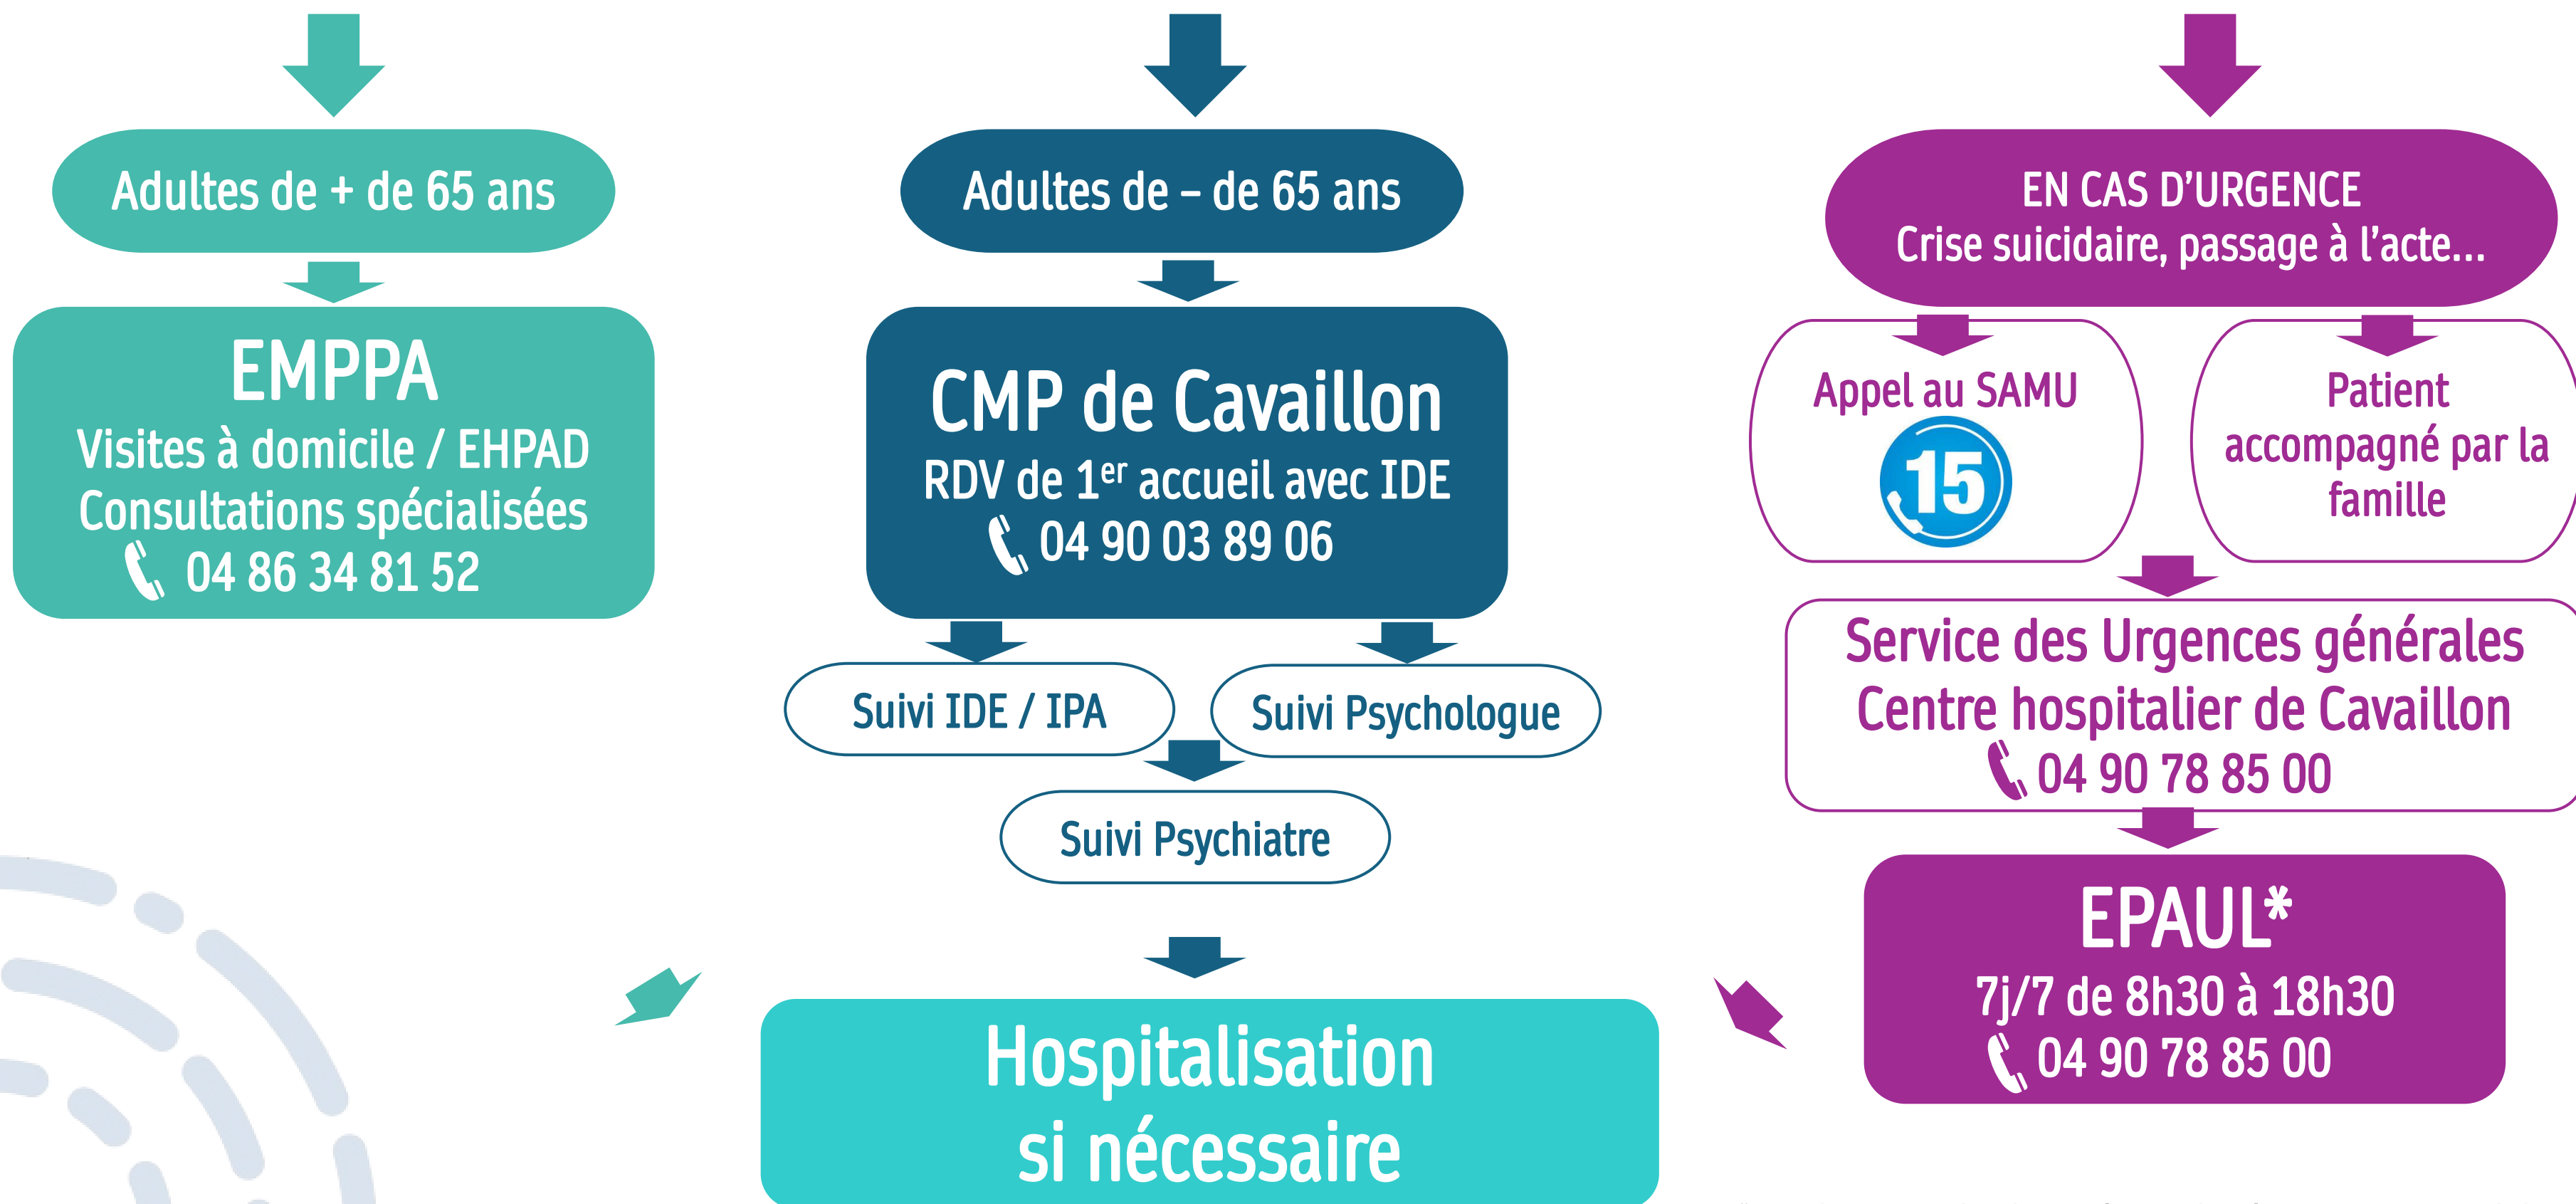 Adultes de + de 65 ans
EMPPA
Visites à domicile / EHPAD
Consultations spécialisées
04 86 34 81 52
Adultes de – de 65 ans
CMP de Cavaillon
RDV de 1er accueil avec IDE
04 90 03 89 06
Suivi IDE / IPA
Suivi Psychologue
Suivi Psychiatre
EN CAS D’URGENCE
Crise suicidaire, passage à l’acte...
Appel au SAMU
15
Patient
accompagné par la
famille
Service des Urgences générales
Centre hospitalier de Cavaillon
04 90 78 85 00
EPAUL*
7j/7 de 8h30 à 18h30
04 90 78 85 00
Hospitalisation
si nécessaire